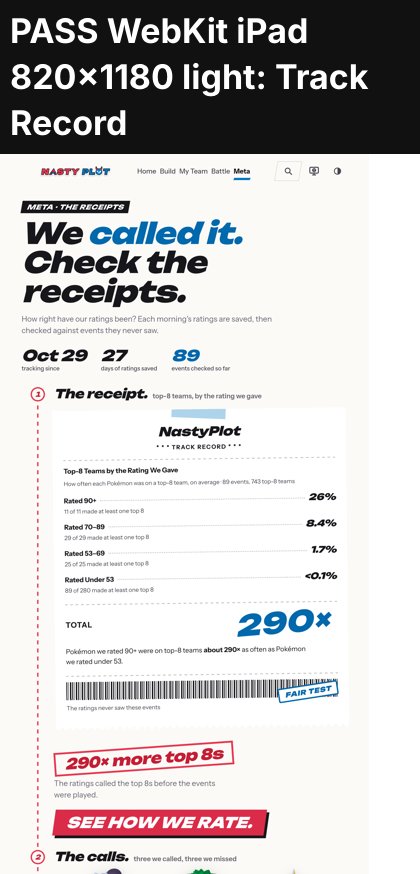 PASS WebKit iPad
820×1180 light: Track
Record
NASTY PLOT
Home Build My Team Battle Meta
META · THE RECEIPTS
We called it.
Check the
receipts.
How right have our ratings been? Each morning's ratings are saved, then
checked against events they never saw.
Oct 29 27 89
tracking since days of ratings saved events checked so far
1 The receipt. top-8 teams, by the rating we gave
NastyPlot
•••• TRACK RECORD ••••
Top-8 Teams by the Rating We Gave
How often each Pokémon was on a top-8 team, on average · 89 events, 743 top-8 teams
Rated 90+ 26%
11 of 11 made at least one top 8
Rated 70–89 8.4%
29 of 29 made at least one top 8
Rated 53–69 1.7%
25 of 25 made at least one top 8
Rated Under 53 <0.1%
89 of 280 made at least one top 8
TOTAL 290×
Pokémon we rated 90+ were on top-8 teams about 290× as often as Pokémon
we rated under 53.
FAIR TEST
The ratings never saw these events
290× more top 8s
The ratings called the top 8s before the events
were played.
SEE HOW WE RATE.
2 The calls. three we called, three we missed